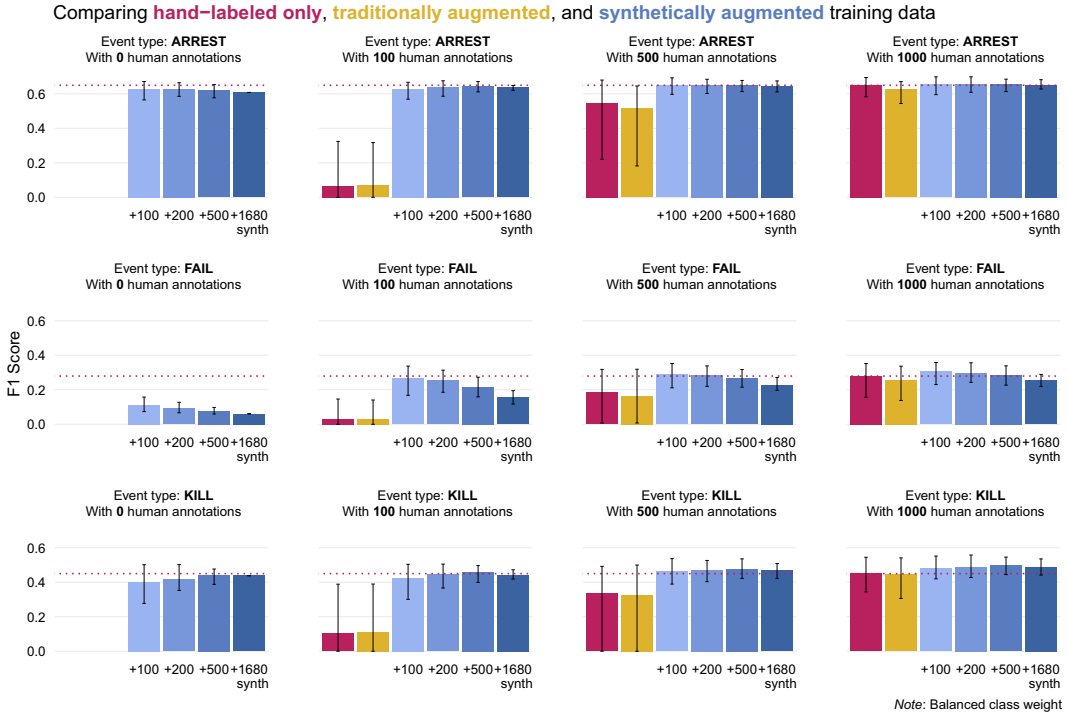 Comparing hand−labeled only, traditionally augmented, and synthetically augmented training data
Event type: ARREST
With 0 human annotations
Event type: ARREST
With 100 human annotations
Event type: ARREST
With 500 human annotations
Event type: ARREST
With 1000 human annotations
0.6
0.4
0.2
0.0
+100 +200 +500 +1680
synth
+100 +200 +500 +1680
synth
+100 +200 +500 +1680
synth
+100 +200 +500 +1680
synth
Event type: FAIL
With 0 human annotations
Event type: FAIL
With 100 human annotations
Event type: FAIL
With 500 human annotations
Event type: FAIL
With 1000 human annotations
F1 Score
0.6
0.4
0.2
0.0
+100 +200 +500 +1680
synth
+100 +200 +500 +1680
synth
+100 +200 +500 +1680
synth
+100 +200 +500 +1680
synth
Event type: KILL
With 0 human annotations
Event type: KILL
With 100 human annotations
Event type: KILL
With 500 human annotations
Event type: KILL
With 1000 human annotations
0.6
0.4
0.2
0.0
+100 +200 +500 +1680
synth
+100 +200 +500 +1680
synth
+100 +200 +500 +1680
synth
+100 +200 +500 +1680
synth
Note: Balanced class weight